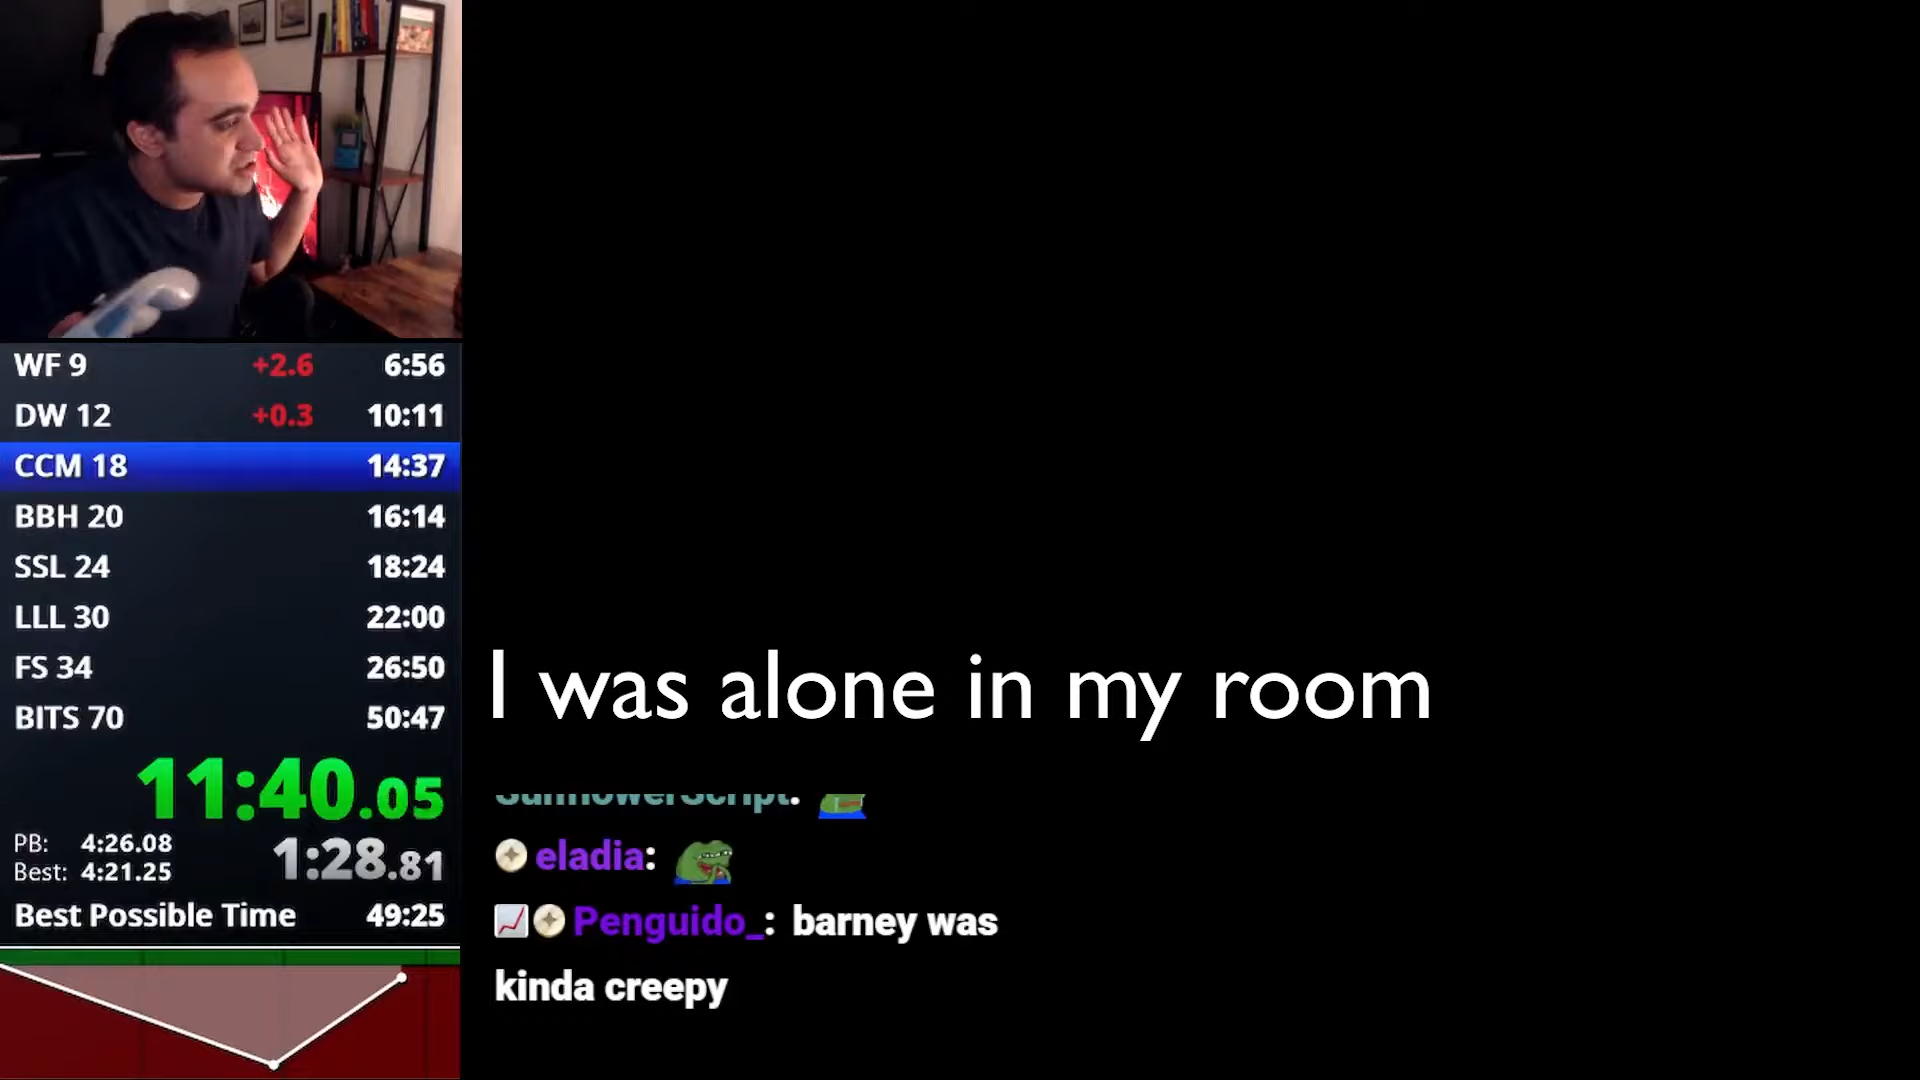 WF 9 +2.6 6:56
DW 12 +0.3 10:11
CCM 18 14:37
BBH 20 16:14
SSL 24 18:24
LLL 30 22:00
FS 34 26:50
BITS 70 50:47
11:40.05
PB: 4:26.08
Best: 4:21.25
1:28.81
Best Possible Time 49:25
I was alone in my room
SunflowerScript:
eladia:
Penguido_: barney was
kinda creepy